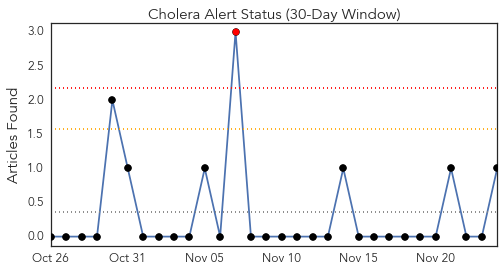 Cholera Alert Status (30-Day Window)
Articles Found
3.0
2.5
2.0
1.5
1.0
0.5
0.0
Oct 26 Oct 31 Nov 05 Nov 10 Nov 15 Nov 20